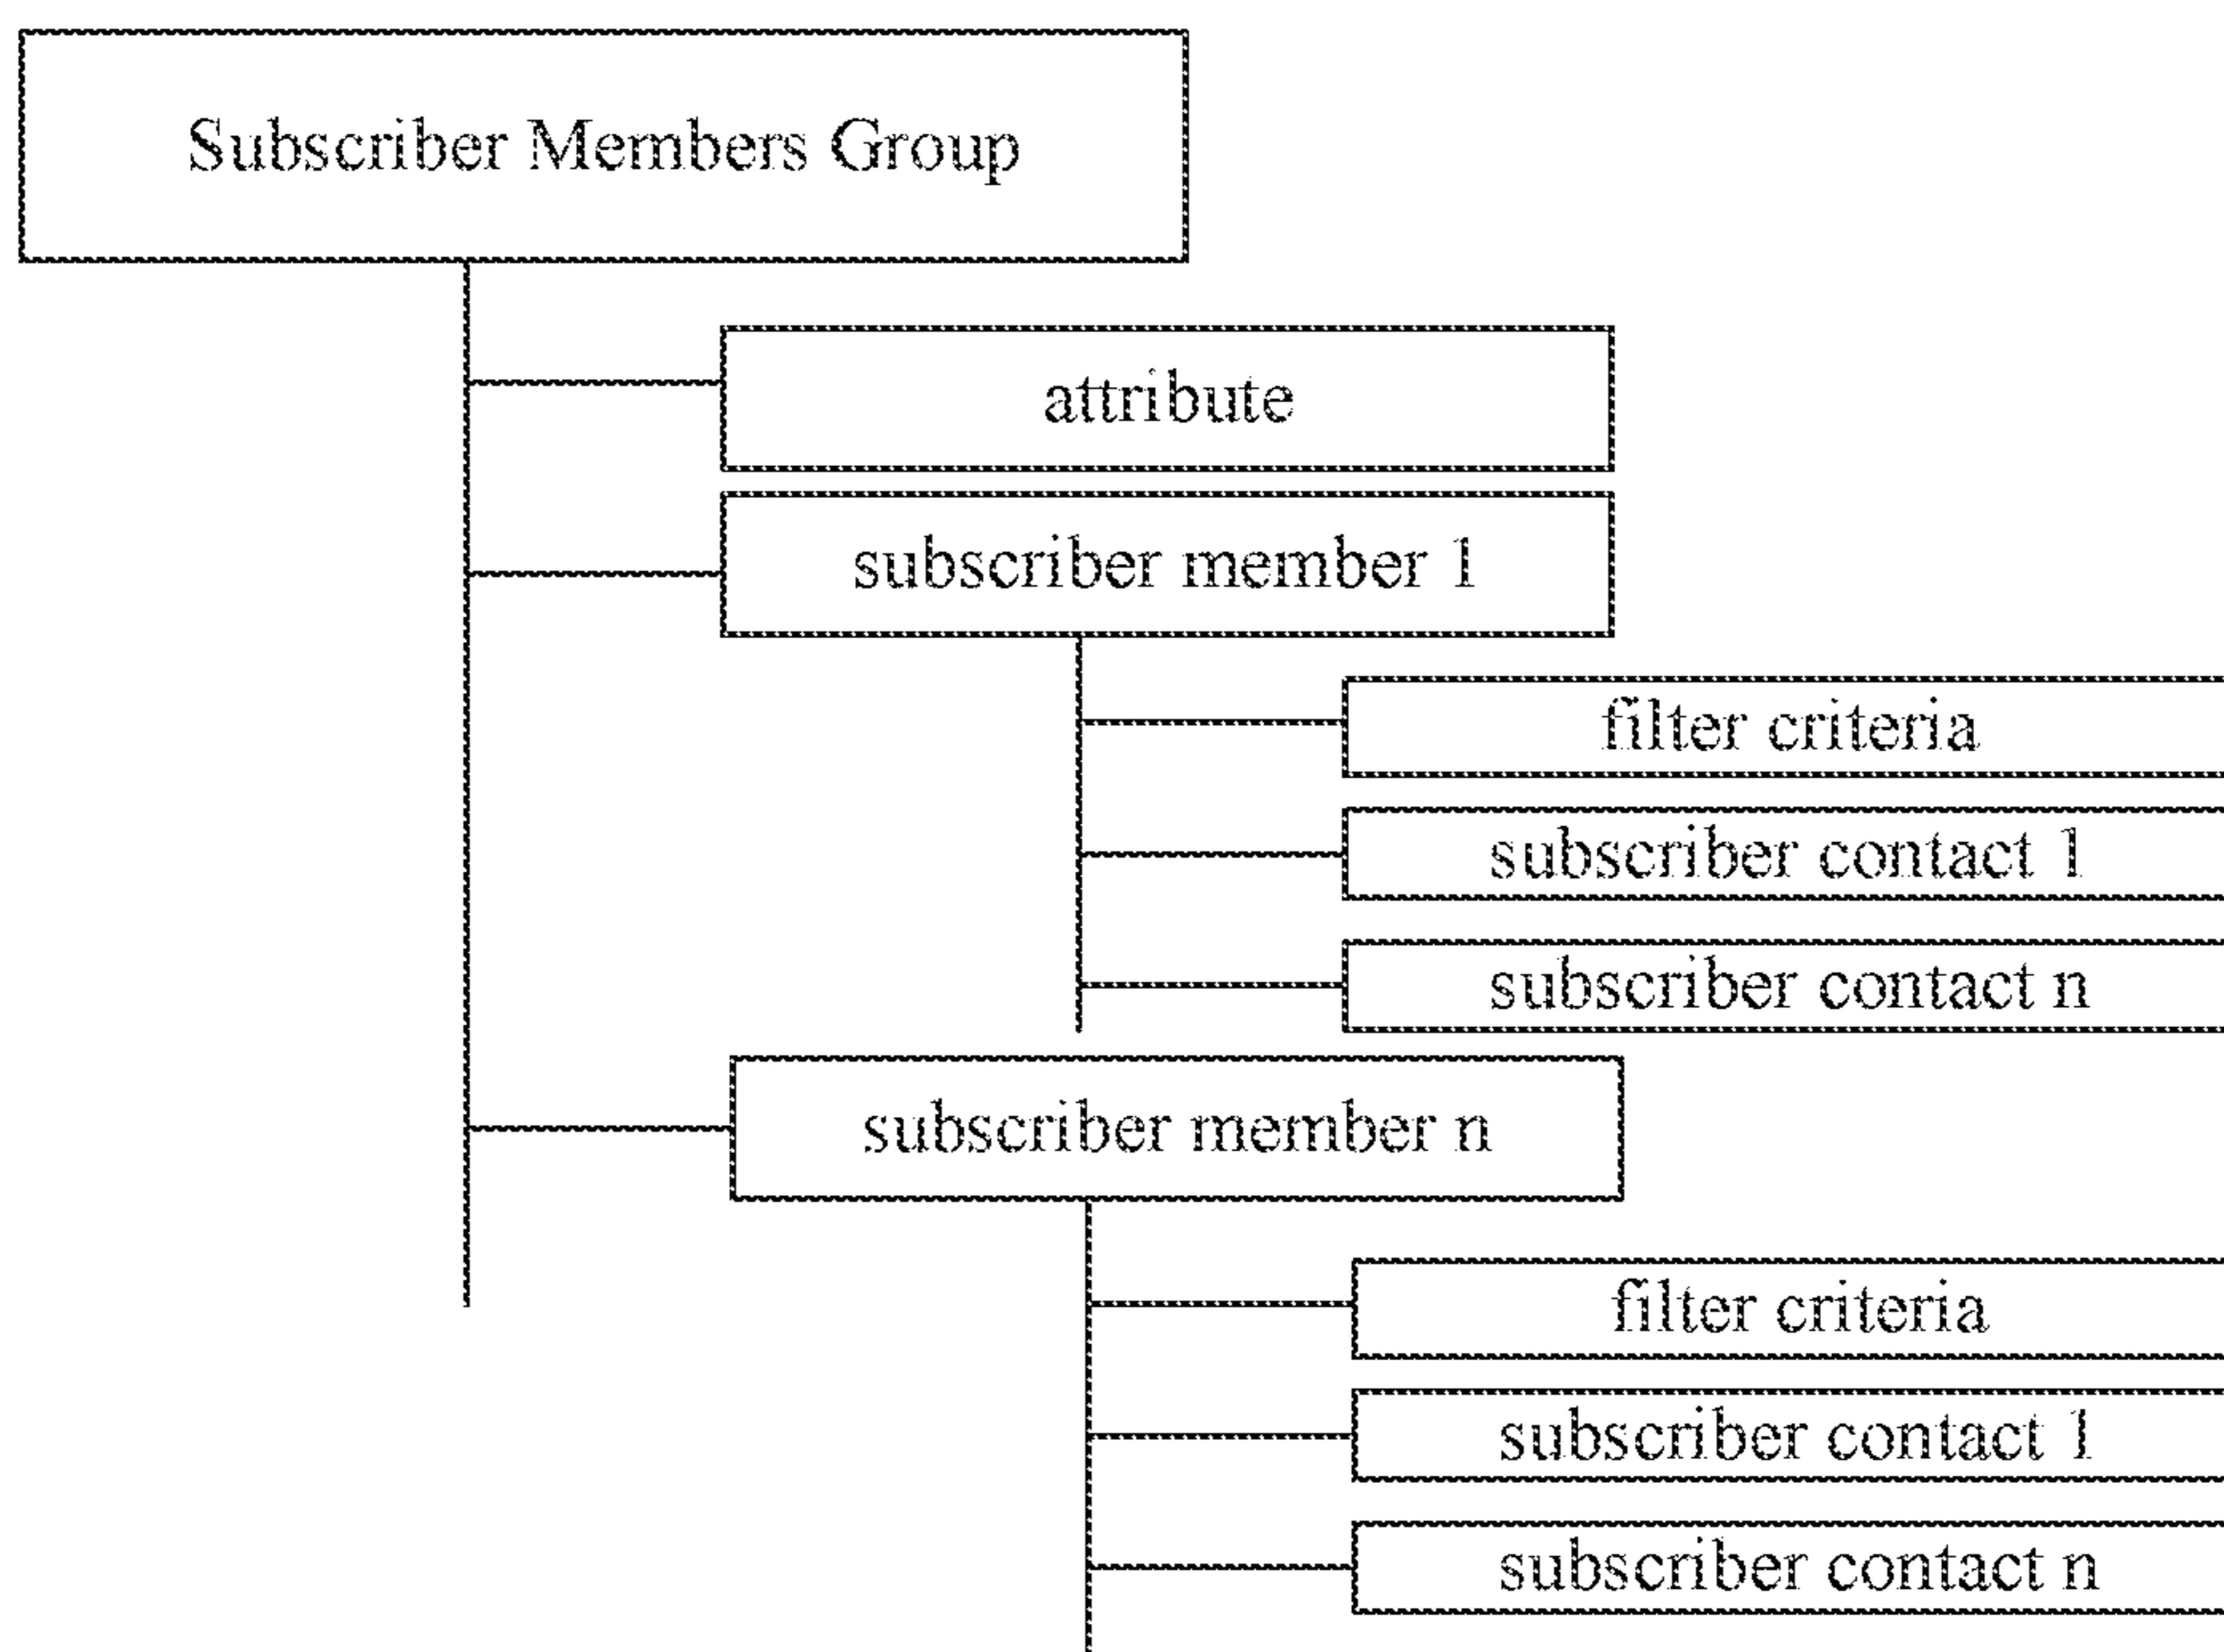 Subscriber Members Group
attribute
subscriber member 1
filter criteria
subscriber contact 1
subscriber contact n
subscriber member n
filter criteria
subscriber contact 1
subscriber contact n